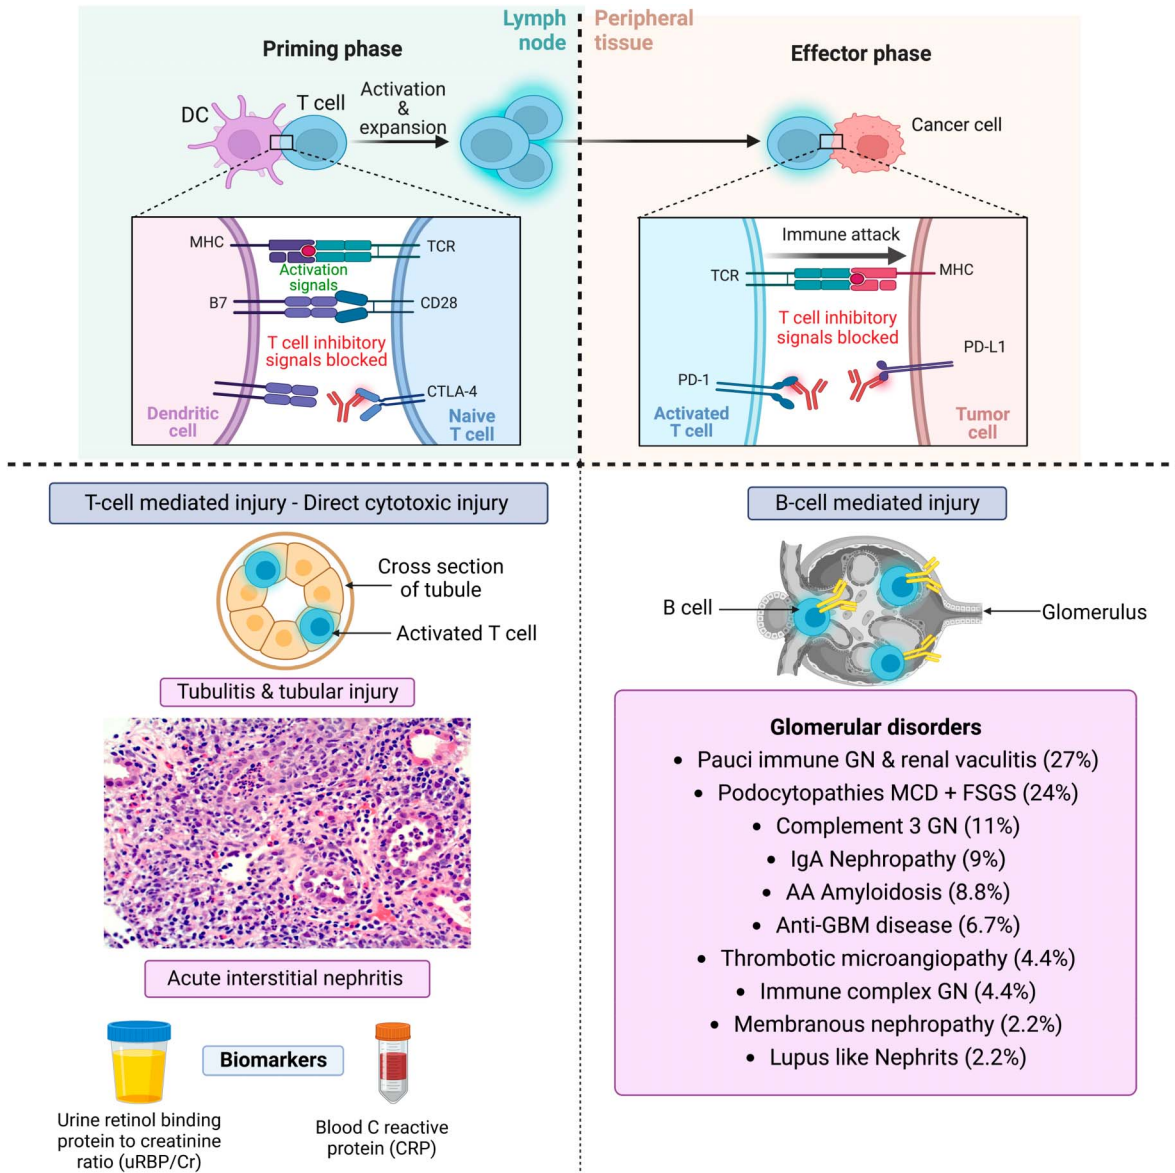 Lymph
node
Peripheral
tissue
Priming phase
Effector phase
DC
T cell
Activation
&
expansion
Cancer cell
MHC
TCR
Activation
signals
B7
CD28
T cell inhibitory
signals blocked
CTLA-4
Dendritic
cell
Naive
T cell
Immune attack
TCR
MHC
T cell inhibitory
signals blocked
PD-L1
PD-1
Activated
T cell
Tumor
cell
T-cell mediated injury - Direct cytotoxic injury
Cross section
of tubule
Activated T cell
Tubulitis & tubular injury
Acute interstitial nephritis
Biomarkers
Urine retinol binding
protein to creatinine
ratio (uRBP/Cr)
Blood C reactive
protein (CRP)
B-cell mediated injury
B cell
Glomerulus
Glomerular disorders
• Pauci immune GN & renal vaculitis (27%)
• Podocytopathies MCD + FSGS (24%)
• Complement 3 GN (11%)
• IgA Nephropathy (9%)
• AA Amyloidosis (8.8%)
• Anti-GBM disease (6.7%)
• Thrombotic microangiopathy (4.4%)
• Immune complex GN (4.4%)
• Membranous nephropathy (2.2%)
• Lupus like Nephrits (2.2%)